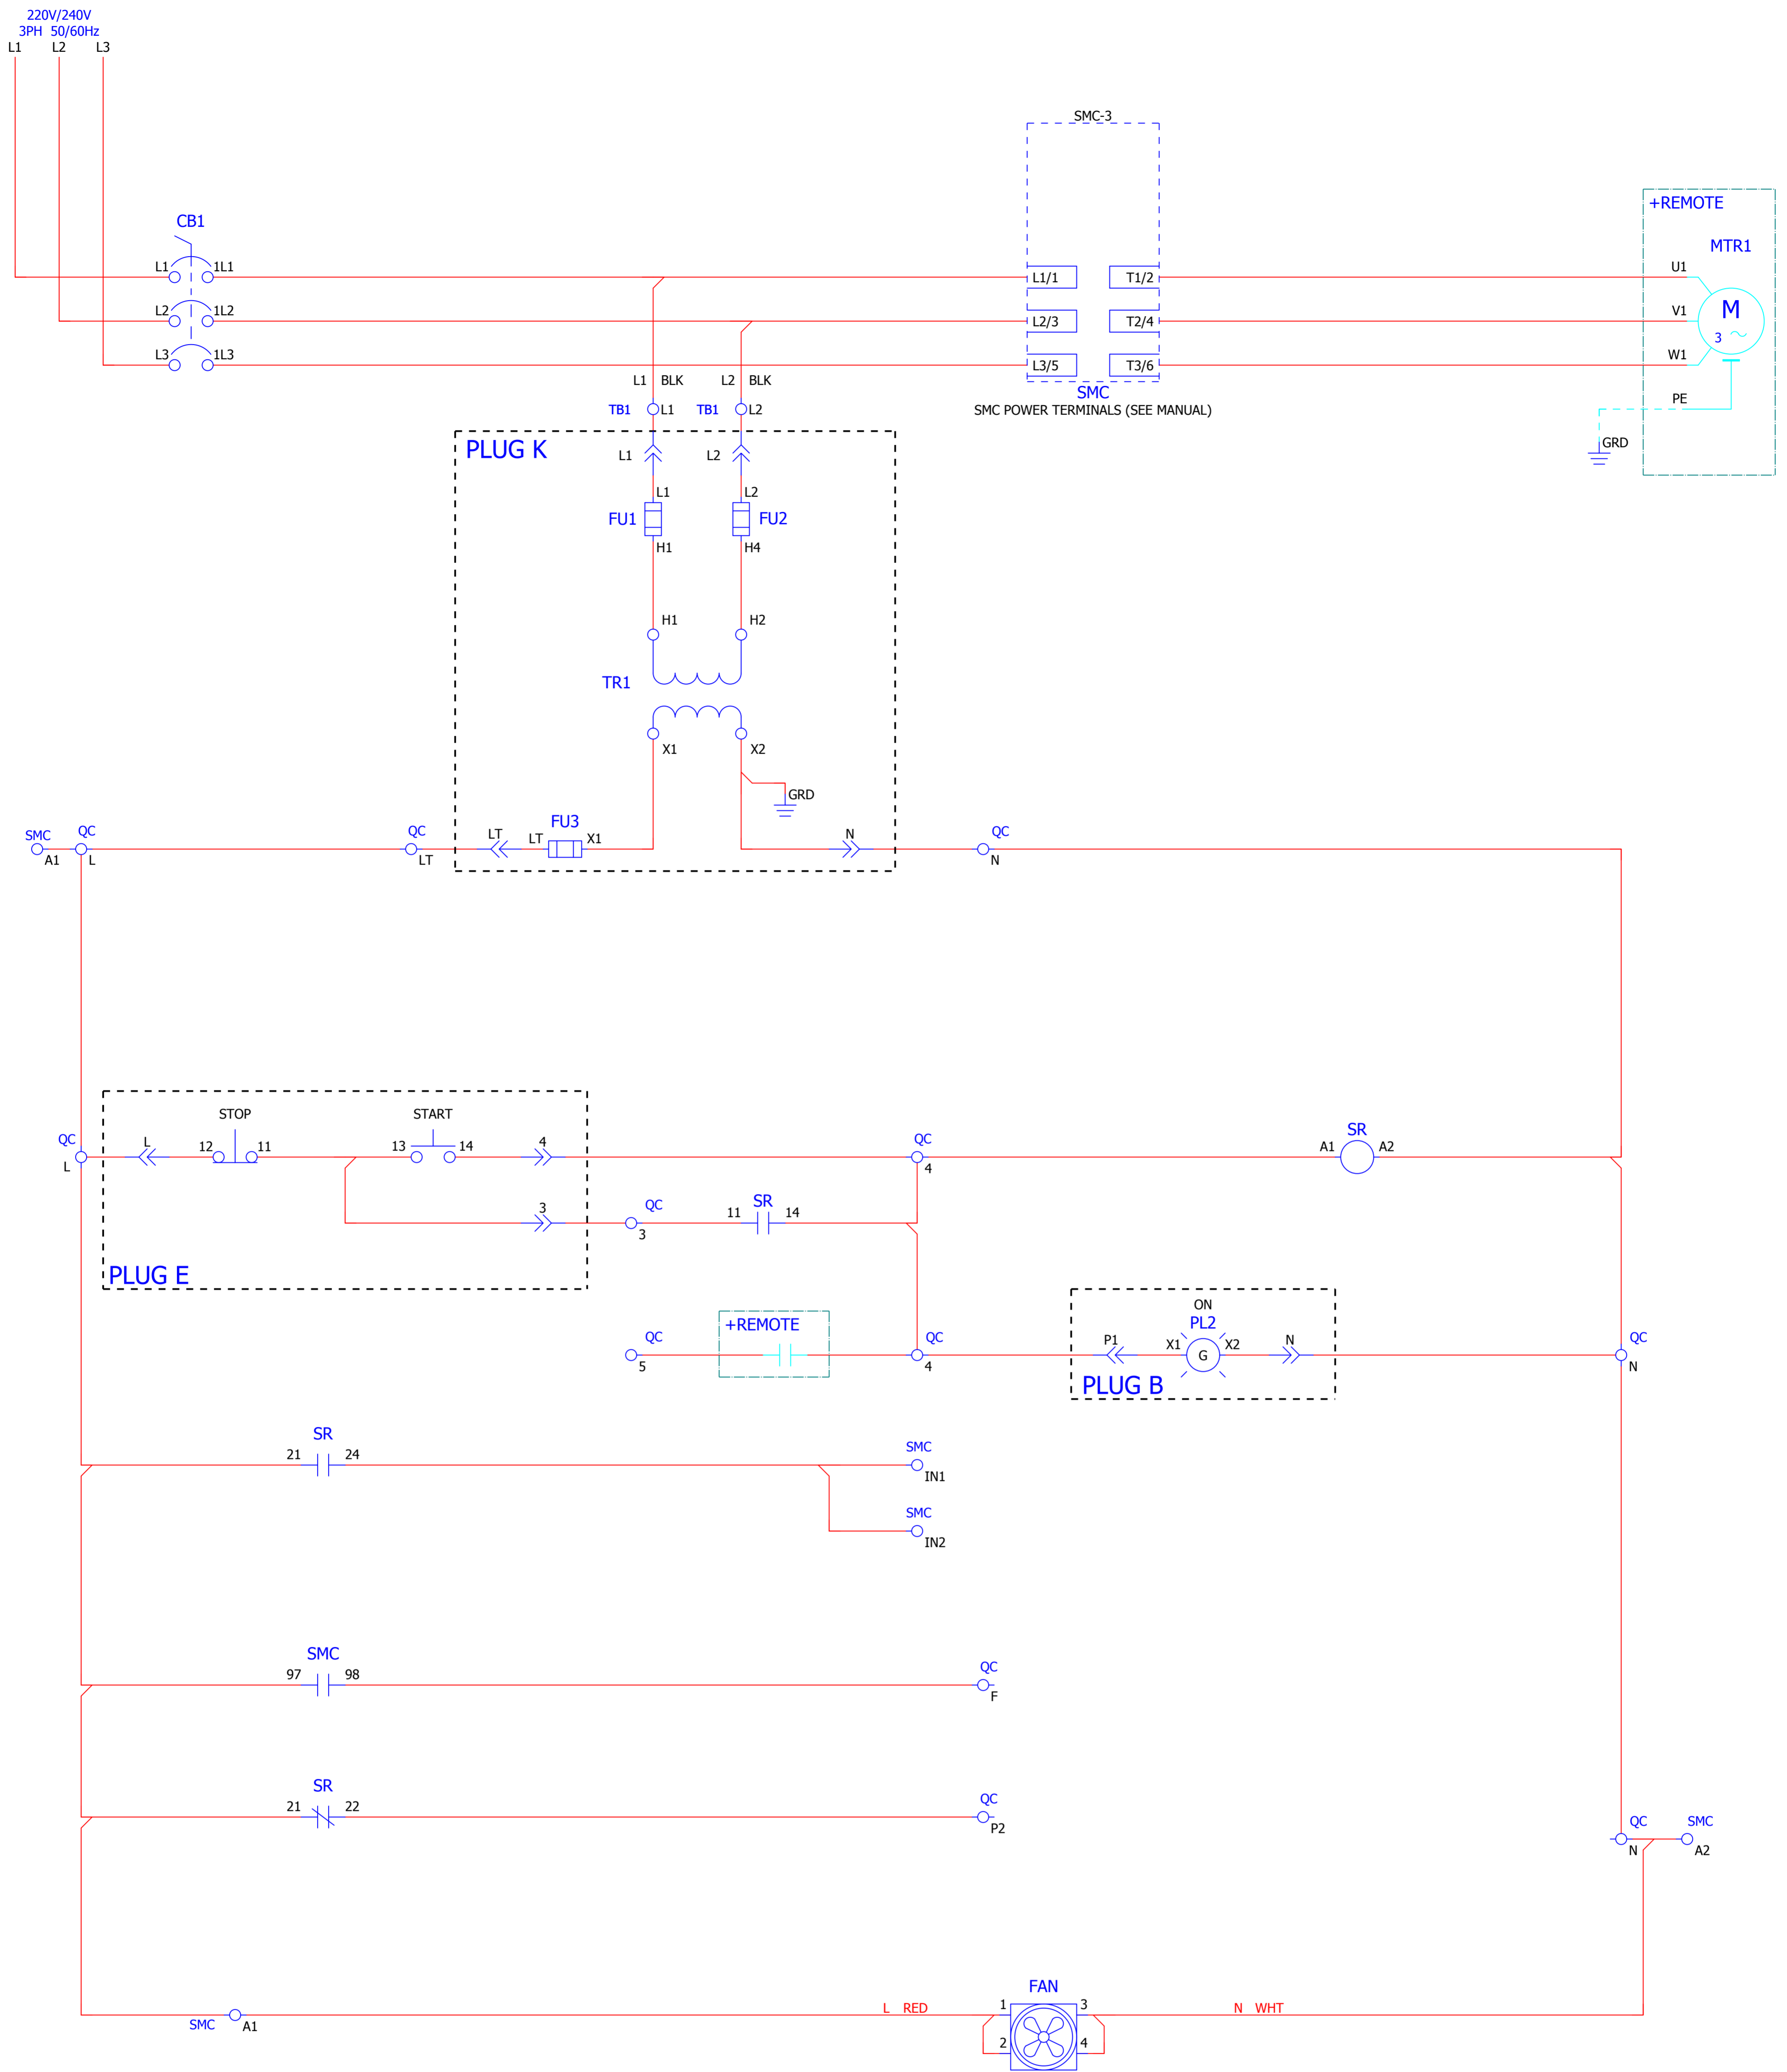 220V/240V
3PH 50/60Hz
L1 L2 L3
SMC-3
+REMOTE
CB1
MTR1
L1 1L1 L1/1 T1/2 U1
L2 1L2 L2/3 T2/4 V1
M
3
L3 1L3 L3/5 T3/6 W1
L1 BLK L2 BLK
SMC
PE
TB1 L1 TB1 L2
SMC POWER TERMINALS (SEE MANUAL)
GRD
PLUG K
L1 L2
L1 L2
FU1 FU2
H1 H4
H1 H2
TR1
X1 X2
GRD
FU3
SMC QC QC LT LT X1 N QC
A1 L LT N
STOP START
QC L 12 11 13 14 4 QC SR
L 4 A1 A2
3 QC 11 SR 14
3
PLUG E
ON
+REMOTE PL2
QC QC P1 X1 G X2 N QC
5 4 N
PLUG B
SR SMC
21 24 IN1
SMC
IN2
SMC QC
97 98 F
SR QC
21 22 P2
QC SMC
N A2
FAN
L RED 1 3 N WHT
SMC A1
2 4